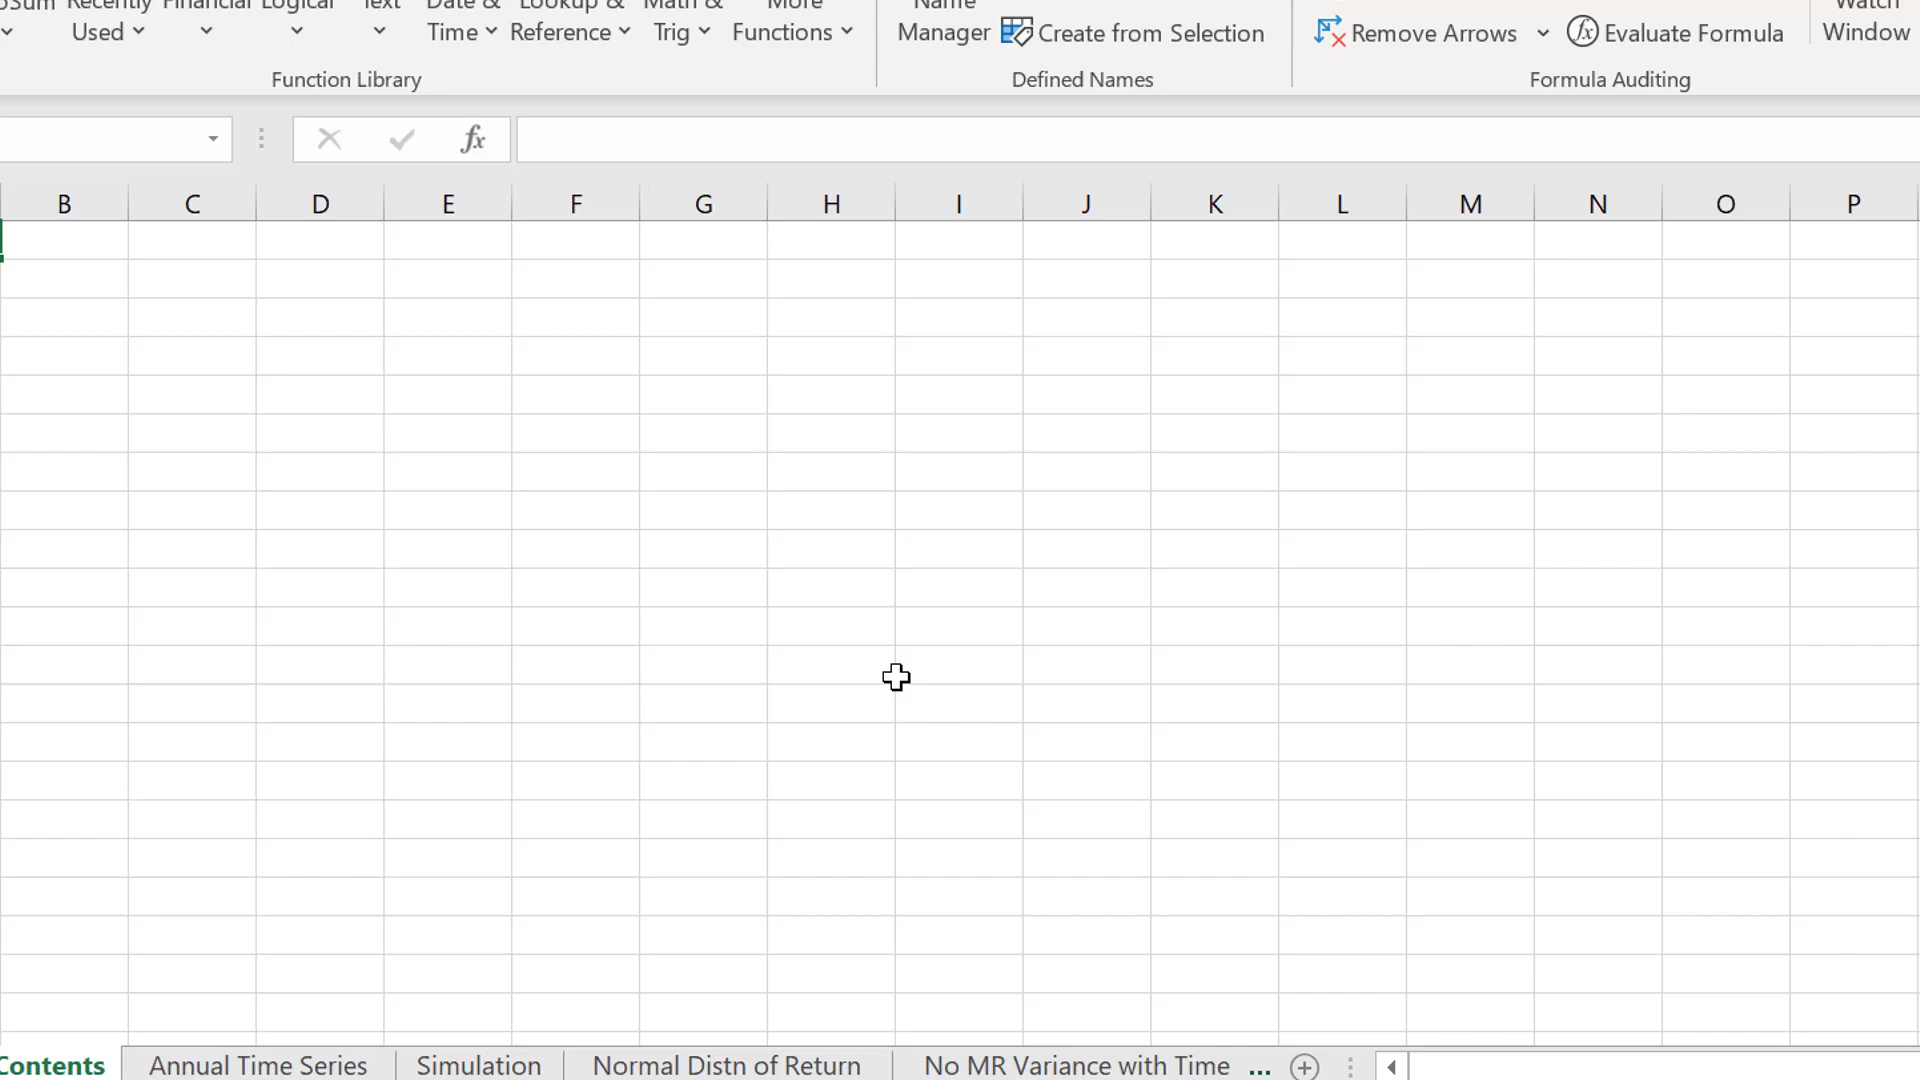 Recently Financial Logical Text Date & Lookup & Math & More Name Watch
Used Time Reference Trig Functions Manager Create from Selection Remove Arrows Evaluate Formula Window
Function Library Defined Names Formula Auditing
fx
B C D E F G H I J K L M N O P
Contents Annual Time Series Simulation Normal Distn of Return No MR Variance with Time ...